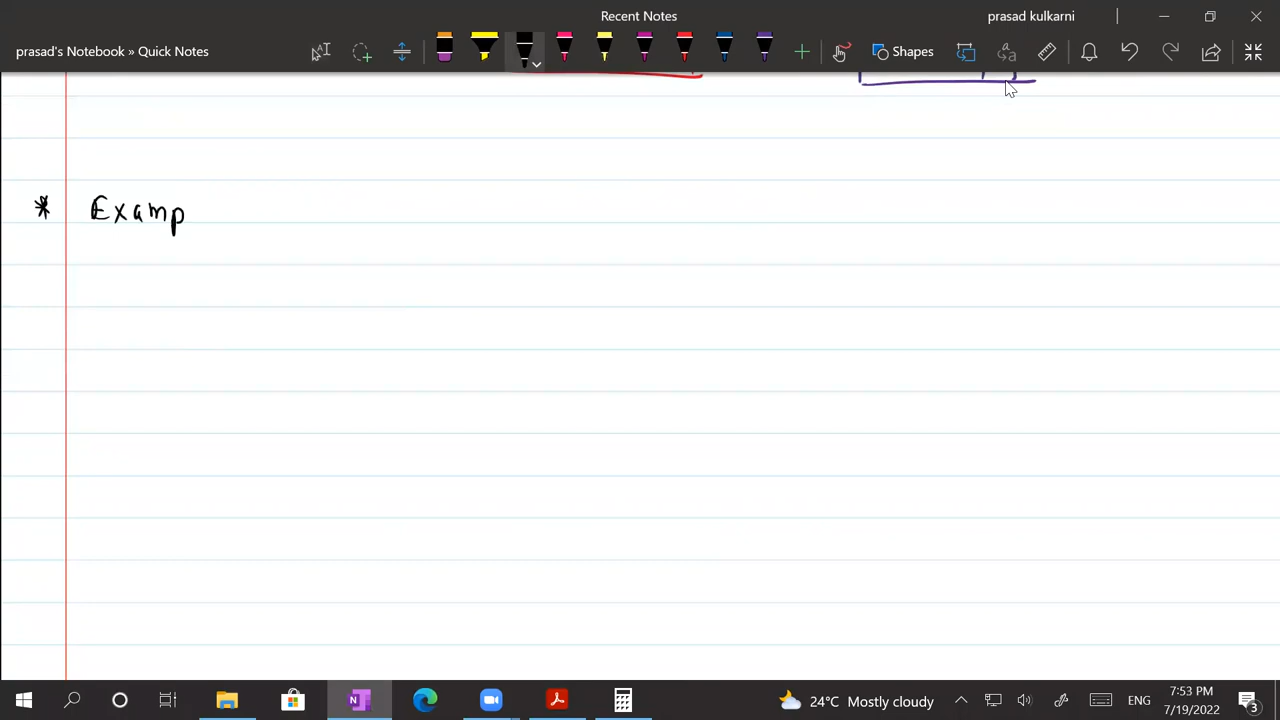 Recent Notes
prasad kulkarni
prasad's Notebook » Quick Notes
Shapes
* Examp
24°C Mostly cloudy
ENG
7:53 PM
7/19/2022
3